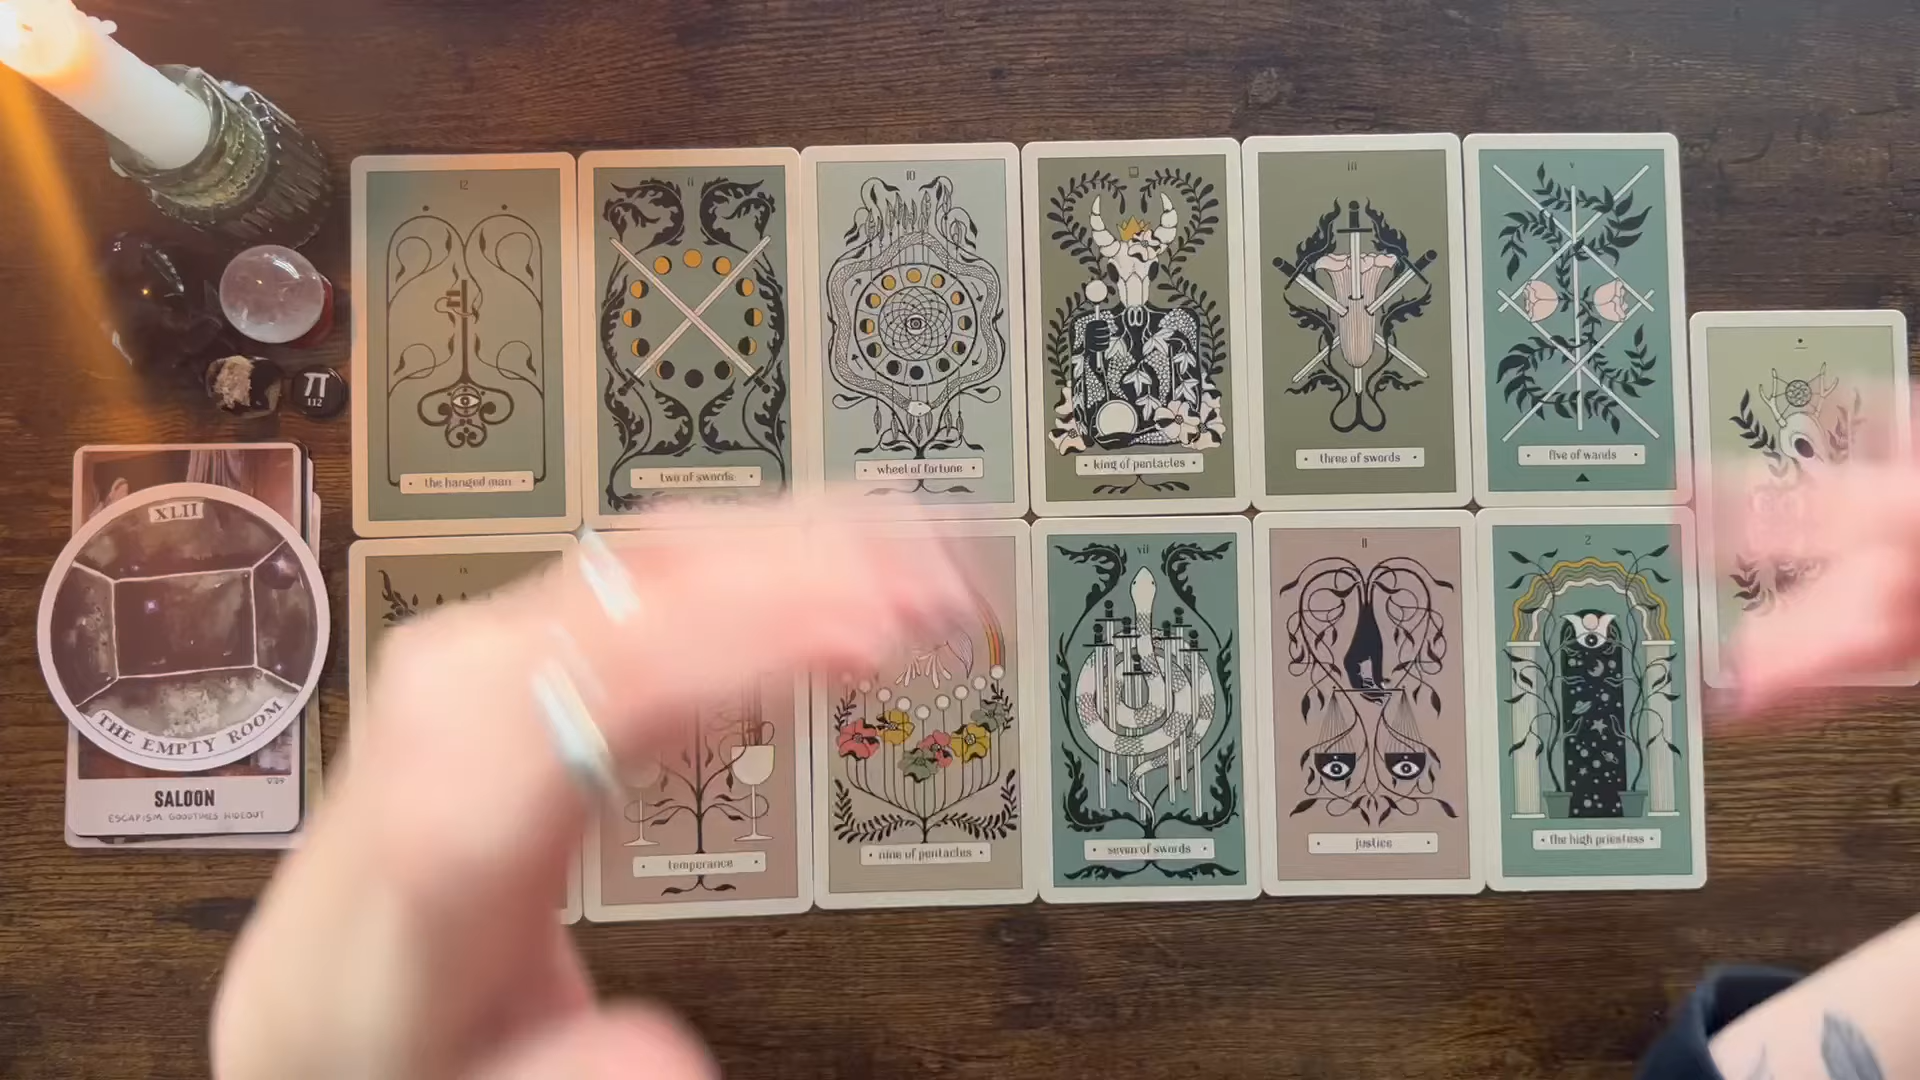 12
the hanged man
ii
two of swords
10
wheel of fortune
king of pentacles
iii
three of swords
v
five of wands
π
112
XLII
THE EMPTY ROOM
SALOON
ESCAPISM. GOODTIMES HIDEOUT
ix
temperance
nine of pentacles
vii
seven of swords
8
justice
2
the high priestess